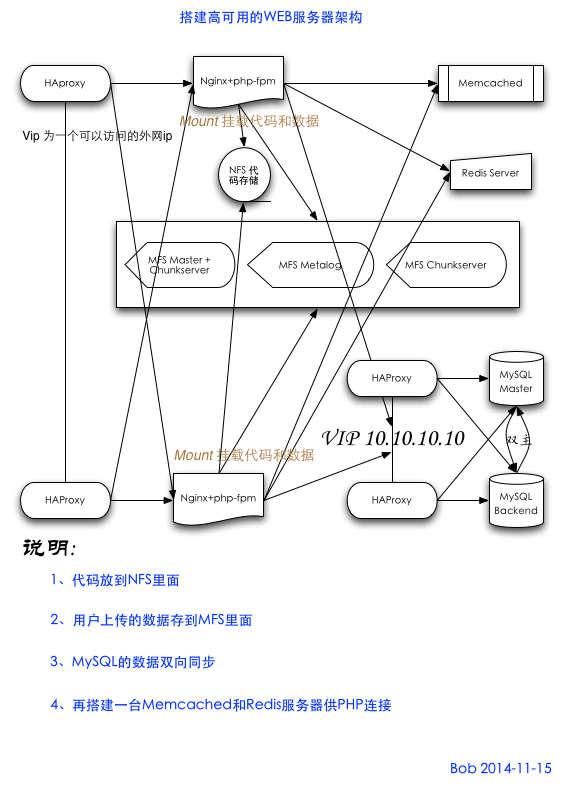 搭建高可用的WEB服务器架构
HAproxy
Nginx+php-fpm
Memcached
Mount 挂载代码和数据
Vip 为一个可以访问的外网ip
NFS 代
码存储
Redis Server
MFS Master +
Chunkserver
MFS Metalog
MFS Chunkserver
HAProxy
MySQL
Master
VIP 10.10.10.10
双主
Mount 挂载代码和数据
HAProxy
Nginx+php-fpm
HAProxy
MySQL
Backend
说明:
1、代码放到NFS里面
2、用户上传的数据存到MFS里面
3、MySQL的数据双向同步
4、再搭建一台Memcached和Redis服务器供PHP连接
Bob 2014-11-15